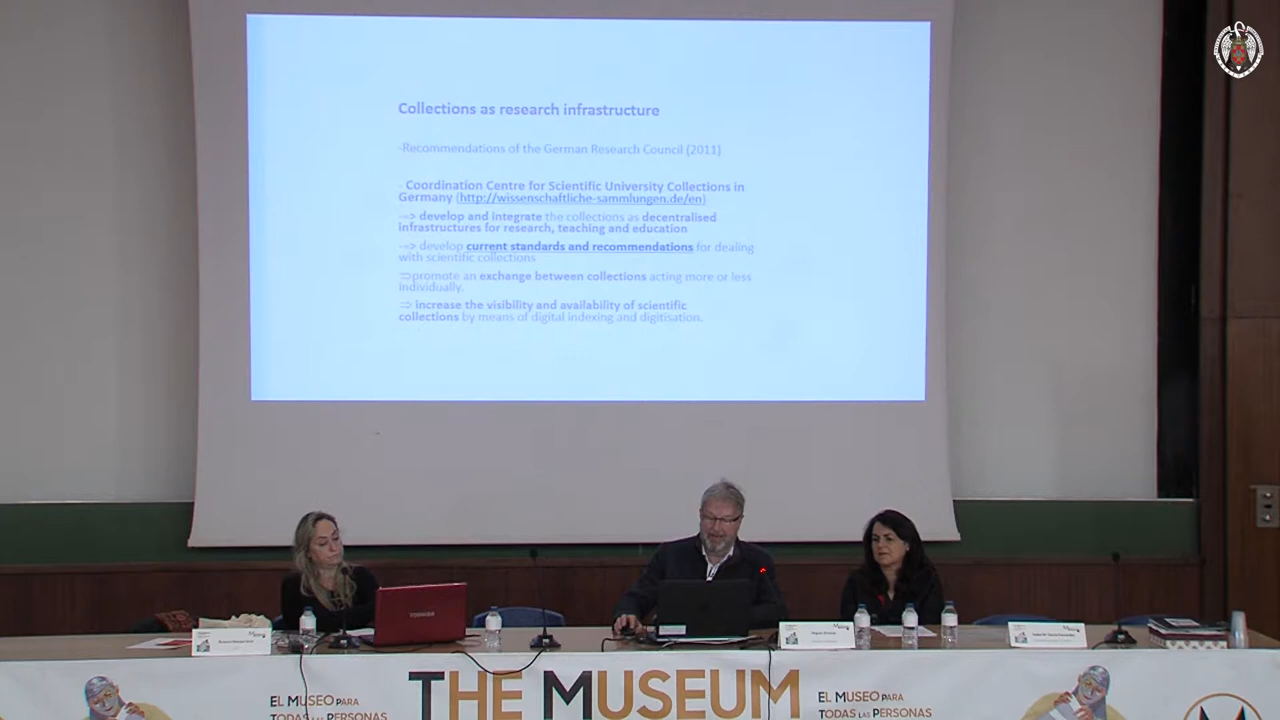 Collections as research infrastructure
-Recommendations of the German Research Council (2011)
- Coordination Centre for Scientific University Collections in
Germany (http://wissenschaftliche-sammlungen.de/en)
--=> develop and integrate the collections as decentralised
infrastructures for research, teaching and education
--=> develop current standards and recommendations for dealing
with scientific collections
⇒promote an exchange between collections acting more or less
individually.
⇒ increase the visibility and availability of scientific
collections by means of digital indexing and digitisation.
TOSHIBA
THE MUSEUM
EL MUSEO PARA
TODAS LAS PERSONAS
EL MUSEO PARA
TODAS LAS PERSONAS